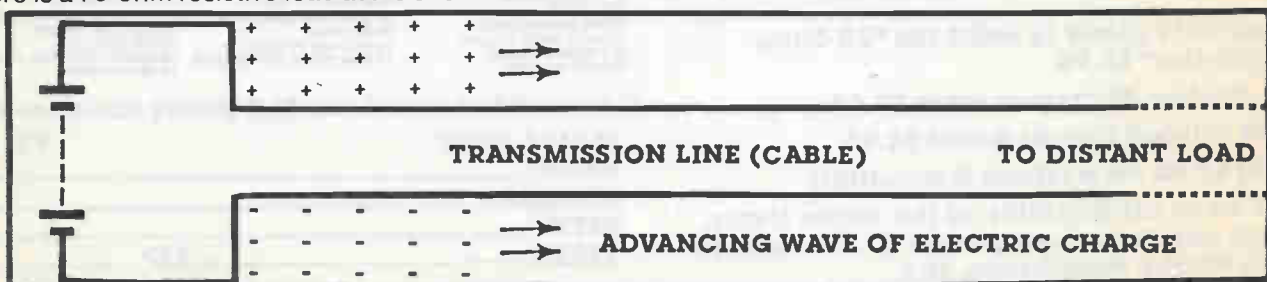 TRANSMISSION LINE (CABLE) TO DISTANT LOAD
ADVANCING WAVE OF ELECTRIC CHARGE